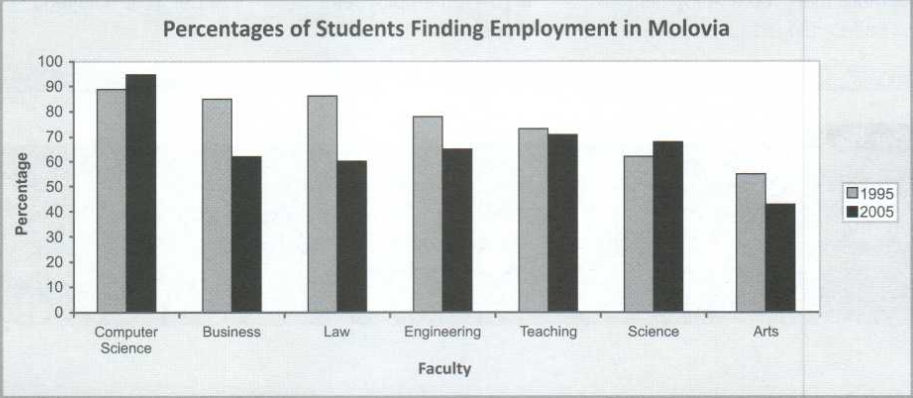 Percentages of Students Finding Employment in Molovia
100
90
80
70
60
50
40
30
20
10
0
Percentage
Computer
Science
Business
Law
Engineering
Teaching
Science
Arts
Faculty
1995
2005